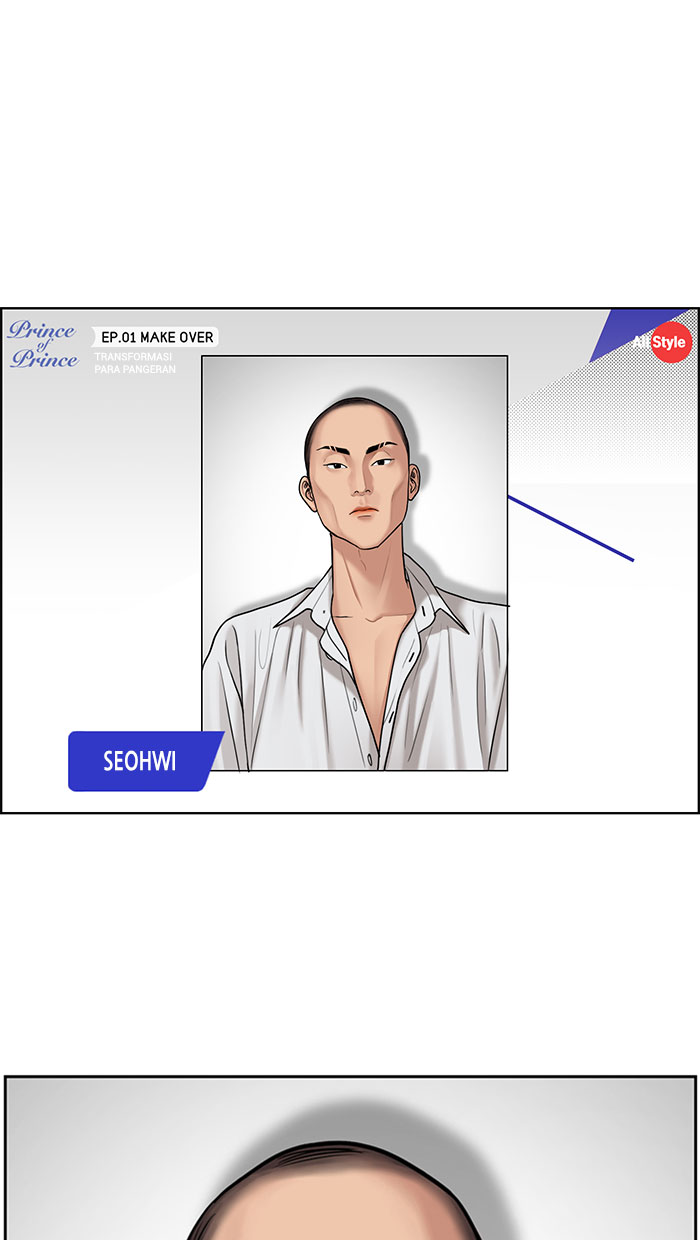 Prince
of
Prince
EP.01 MAKE OVER
TRANSFORMASI
PARA PANGERAN
All Style
SEOHWI